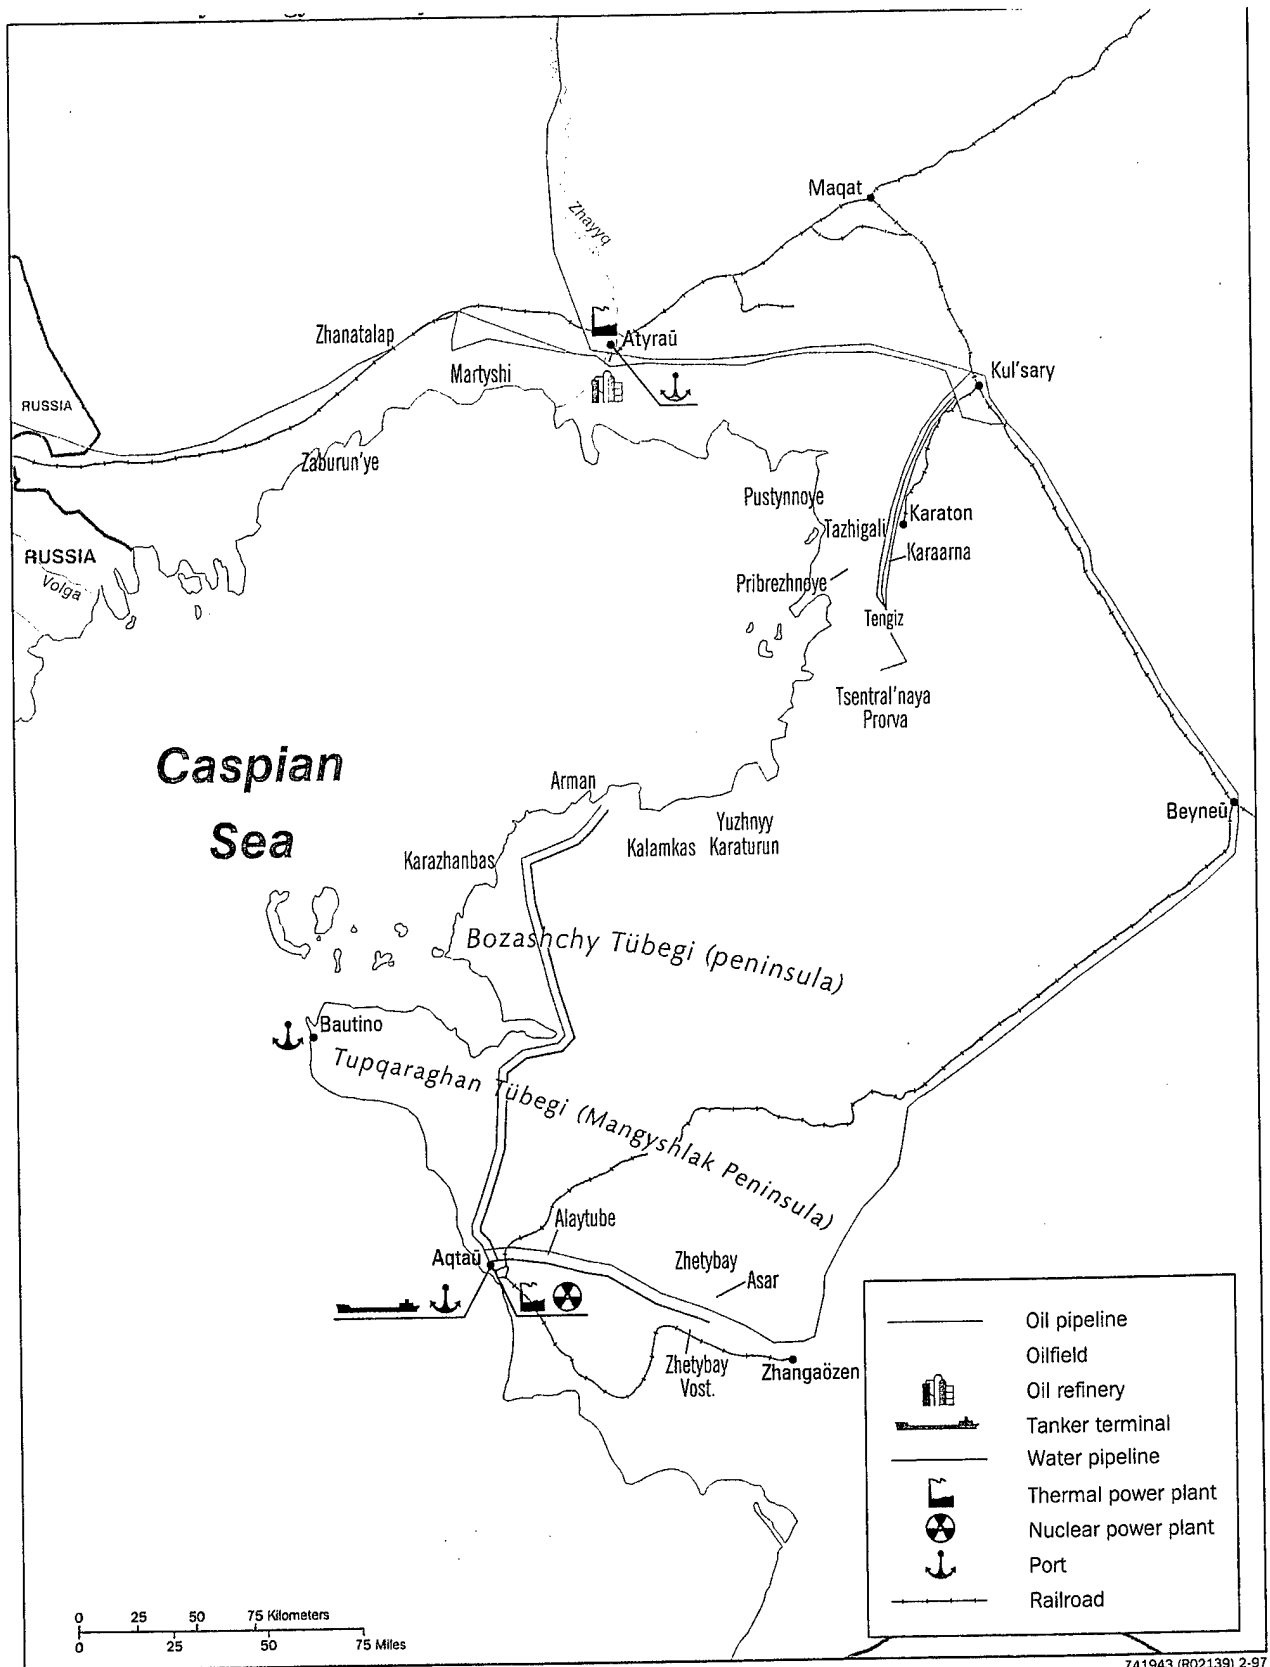 Maqat
Zhayyq
Zhanatalap
Atyraū
Martyshi
Kul'sary
RUSSIA
Zaburun'ye
Pustynnoye
Tazhigali
Karaton
Karaarna
RUSSIA
Volga
Pribrezhnoye
Tengiz
Tsentral'naya
Prorva
Caspian
Sea
Arman
Beyneū
Yuzhnyy
Karazhanbas
Kalamkas Karaturun
Bozashchy Tübegi (peninsula)
Bautino
Tupqaraghan Tübegi (Mangyshlak Peninsula)
Alaytube
Aqtaū
Zhetybay
Asar
Zhetybay
Vost.
Zhangaözen
Oil pipeline
Oilfield
Oil refinery
Tanker terminal
Water pipeline
Thermal power plant
Nuclear power plant
Port
Railroad
0 25 50 75 Kilometers
0 25 50 75 Miles
741943 (R02139) 2-97